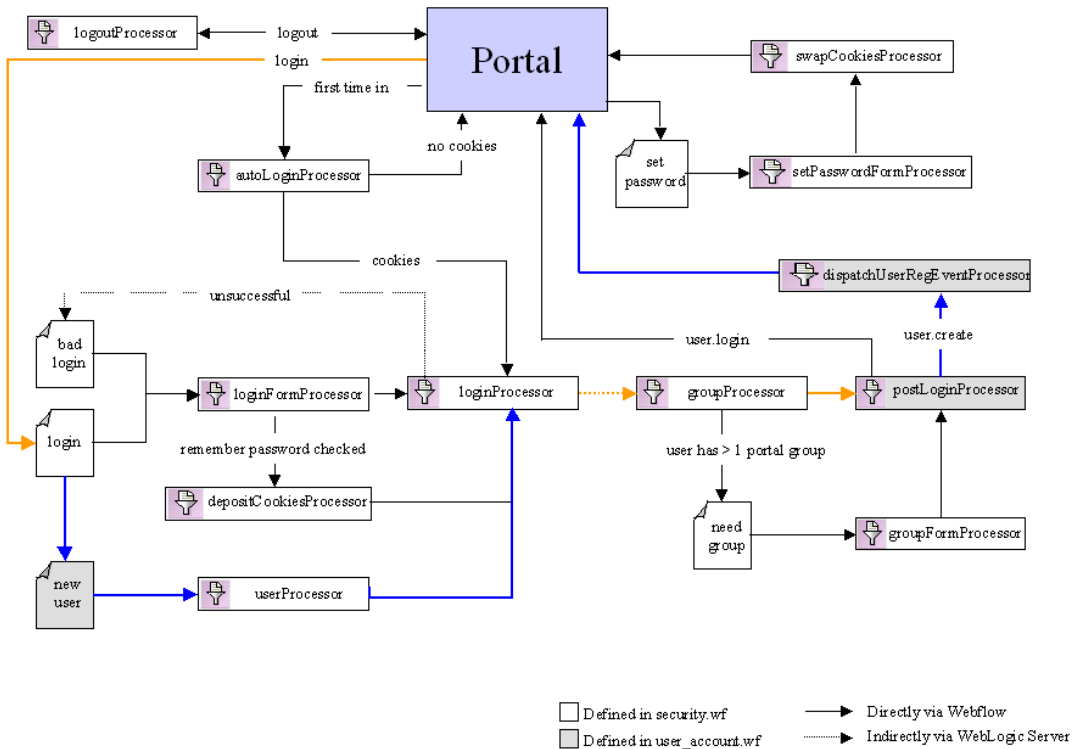 logoutProcessor
logout
login
Portal
swapCookiesProcessor
first time in
no cookies
set
password
setPasswordFormProcessor
autoLoginProcessor
cookies
dispatchUserRegEventProcessor
unsuccessful
user.create
user.login
bad
login
loginFormProcessor
loginProcessor
groupProcessor
postLoginProcessor
login
remember password checked
user has > 1 portal group
depositCookiesProcessor
need
group
groupFormProcessor
new
user
userProcessor
Defined in security.wf
Directly via Webflow
Defined in user_account.wf
Indirectly via WebLogic Server